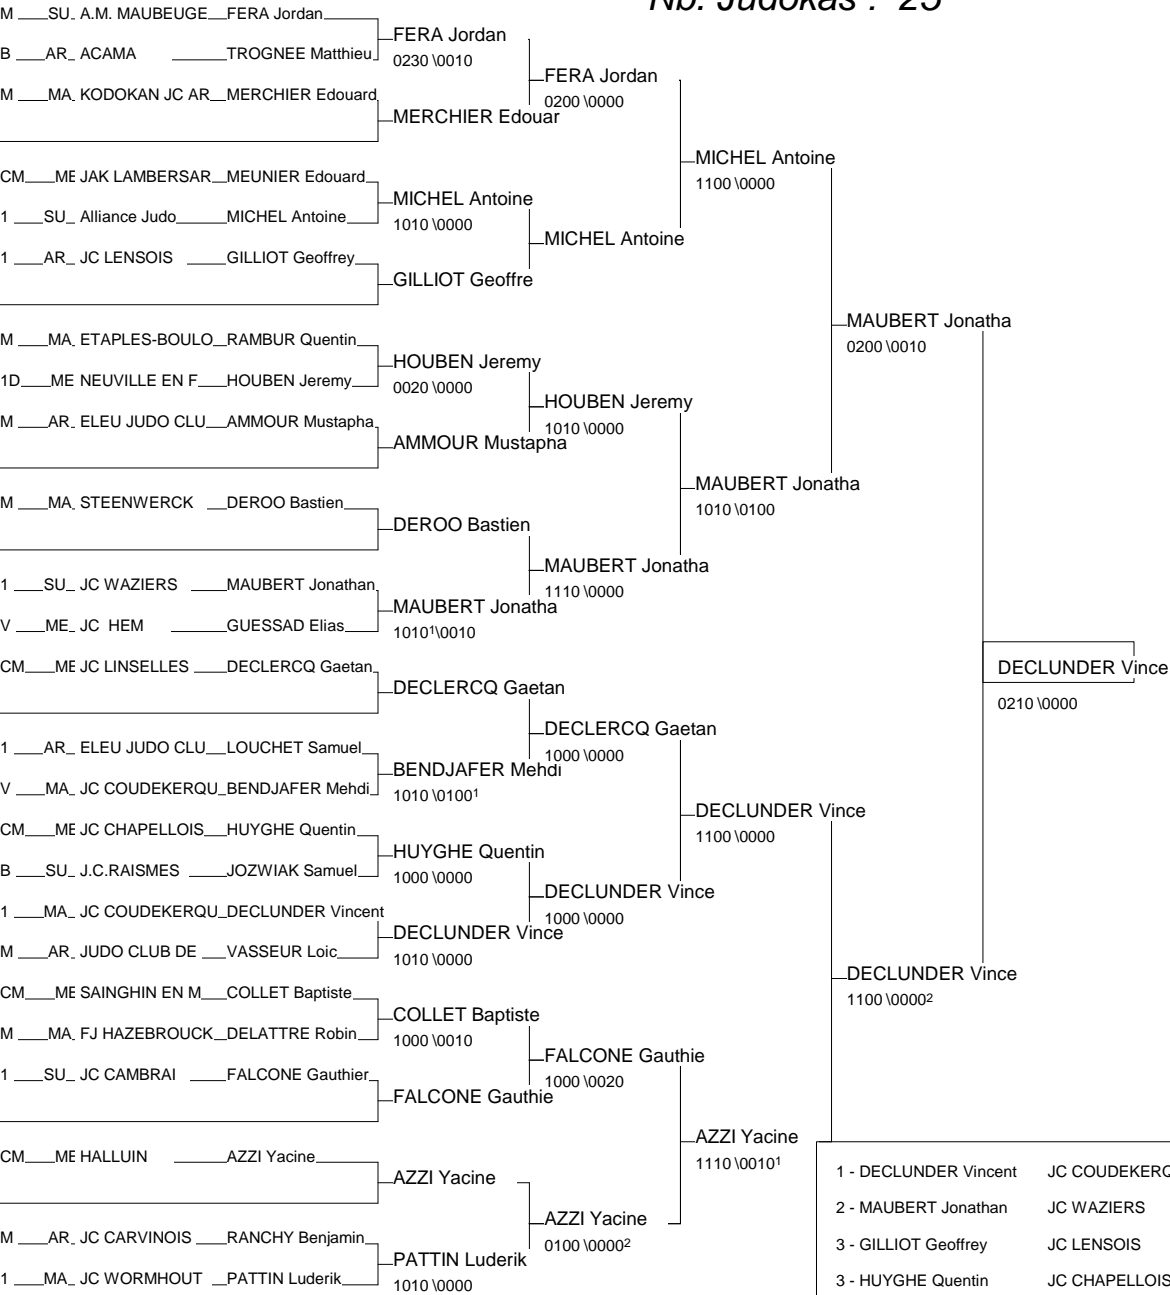 Nb. Judokas : 25
M SU A.M. MAUBEUGE FERA Jordan
B AR ACAMA TROGNEE Matthieu
M MA KODOKAN JC AR MERCHIER Edouard
CM ME JAK LAMBERSAR MEUNIER Edouard
1 SU Alliance Judo MICHEL Antoine
1 AR JC LENSOIS GILLIOT Geoffrey
M MA ETAPLES-BOULO RAMBUR Quentin
1D ME NEUVILLE EN F HOUBEN Jeremy
M AR ELEU JUDO CLU AMMOUR Mustapha
M MA STEENWERCK DEROO Bastien
1 SU JC WAZIERS MAUBERT Jonathan
V ME JC HEM GUESSAD Elias
CM ME JC LINSELLES DECLERCQ Gaetan
1 AR ELEU JUDO CLU LOUCHET Samuel
V MA JC COUDEKERQU BENDJAFER Mehdi
CM ME JC CHAPELLOIS HUYGHE Quentin
B SU J.C.RAISMES JOZWIAK Samuel
1 MA JC COUDEKERQU DECLUNDER Vincent
M AR JUDO CLUB DE VASSEUR Loic
CM ME SAINGHIN EN M COLLET Baptiste
M MA FJ HAZEBROUCK DELATTRE Robin
1 SU JC CAMBRAI FALCONE Gauthier
CM ME HALLUIN AZZI Yacine
M AR JC CARVINOIS RANCHY Benjamin
1 MA JC WORMHOUT PATTIN Luderik
FERA Jordan
0230 \0010
MERCHIER Edouar
MICHEL Antoine
1010 \0000
GILLIOT Geoffre
HOUBEN Jeremy
0020 \0000
AMMOUR Mustapha
DEROO Bastien
MAUBERT Jonatha
1010¹\0010
DECLERCQ Gaetan
BENDJAFER Mehdi
1010 \0100¹
HUYGHE Quentin
1000 \0000
DECLUNDER Vince
1010 \0000
COLLET Baptiste
1000 \0010
FALCONE Gauthie
AZZI Yacine
PATTIN Luderik
1010 \0000
FERA Jordan
0200 \0000
MICHEL Antoine
HOUBEN Jeremy
1010 \0000
MAUBERT Jonatha
1110 \0000
DECLERCQ Gaetan
1000 \0000
DECLUNDER Vince
1000 \0000
FALCONE Gauthie
1000 \0020
AZZI Yacine
0100 \0000²
MICHEL Antoine
1100 \0000
MAUBERT Jonatha
1010 \0100
DECLUNDER Vince
1100 \0000
AZZI Yacine
1110 \0010¹
MAUBERT Jonatha
0200 \0010
DECLUNDER Vince
1100 \0000²
DECLUNDER Vince
0210 \0000
1 - DECLUNDER Vincent JC COUDEKERQ
2 - MAUBERT Jonathan JC WAZIERS
3 - GILLIOT Geoffrey JC LENSOIS
3 - HUYGHE Quentin JC CHAPELLOIS